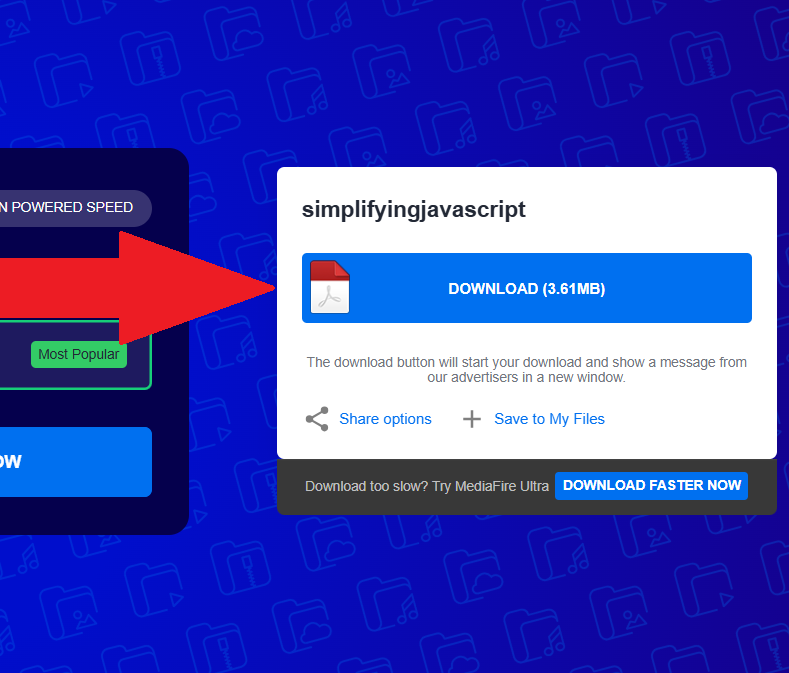 N POWERED SPEED
Most Popular
OW
simplifyingjavascript
DOWNLOAD (3.61MB)
The download button will start your download and show a message from
our advertisers in a new window.
Share options
Save to My Files
Download too slow? Try MediaFire Ultra
DOWNLOAD FASTER NOW